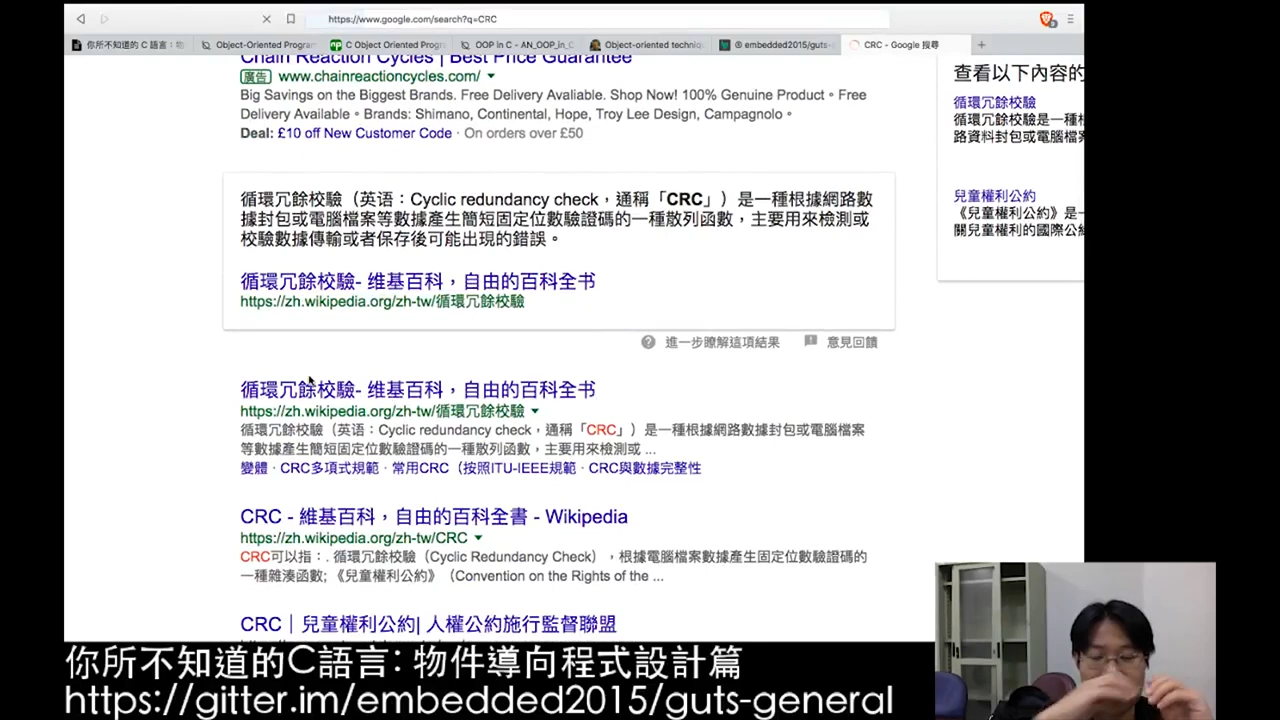 https://www.google.com/search?q=CRC
你所不知道的 C 語言：物
Object-Oriented Program
C Object Oriented Progr
OOP in C - AN_OOP_in_C
Object-oriented techniqu
embedded2015/guts-
CRC - Google 搜尋
Chain Reaction Cycles | Best Price Guarantee
廣告 www.chainreactioncycles.com/
Big Savings on the Biggest Brands. Free Delivery Avaliable. Shop Now! 100% Genuine Product。Free
Delivery Available。Brands: Shimano, Continental, Hope, Troy Lee Design, Campagnolo。
Deal: £10 off New Customer Code · On orders over £50
循環冗餘校驗（英语：Cyclic redundancy check，通稱「CRC」）是一種根據網路數
據封包或電腦檔案等數據產生簡短固定位數驗證碼的一種散列函數，主要用來檢測或
校驗數據傳輸或者保存後可能出現的錯誤。
循環冗餘校驗- 维基百科，自由的百科全书
https://zh.wikipedia.org/zh-tw/循環冗餘校驗
進一步瞭解這項結果 意見回饋
循環冗餘校驗- 维基百科，自由的百科全书
https://zh.wikipedia.org/zh-tw/循環冗餘校驗
循環冗餘校驗（英语：Cyclic redundancy check，通稱「CRC」）是一種根據網路數據封包或電腦檔案
等數據產生簡短固定位數驗證碼的一種散列函數，主要用來檢測或 ...
變體 · CRC多項式規範 · 常用CRC（按照ITU-IEEE規範 · CRC與數據完整性
CRC - 維基百科，自由的百科全書 - Wikipedia
https://zh.wikipedia.org/zh-tw/CRC
CRC可以指：. 循環冗餘校驗（Cyclic Redundancy Check），根據電腦檔案數據產生固定位數驗證碼的
一種雜湊函數; 《兒童權利公約》（Convention on the Rights of the ...
CRC｜兒童權利公約| 人權公約施行監督聯盟
查看以下內容的
循環冗餘校驗
循環冗餘校驗是一種根
路資料封包或電腦檔案
兒童權利公約
《兒童權利公約》是一
關兒童權利的國際公約
你所不知道的C語言: 物件導向程式設計篇
https://gitter.im/embedded2015/guts-general